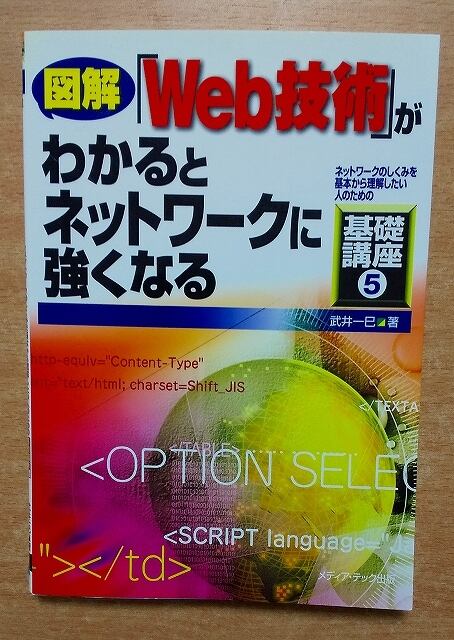 図解「Web技術」が
わかると
ネットワークに
強くなる
ネットワークのしくみを
基本から理解したい
人のための
基礎
講座
5
武井一巳 著
http-equiv="Content-Type"
="text/html; charset=Shift_JIS
</TEXTA
</TABLE
<OPTION SELEC
<SCRIPT language="Ja
"></td>
メディア・テック出版